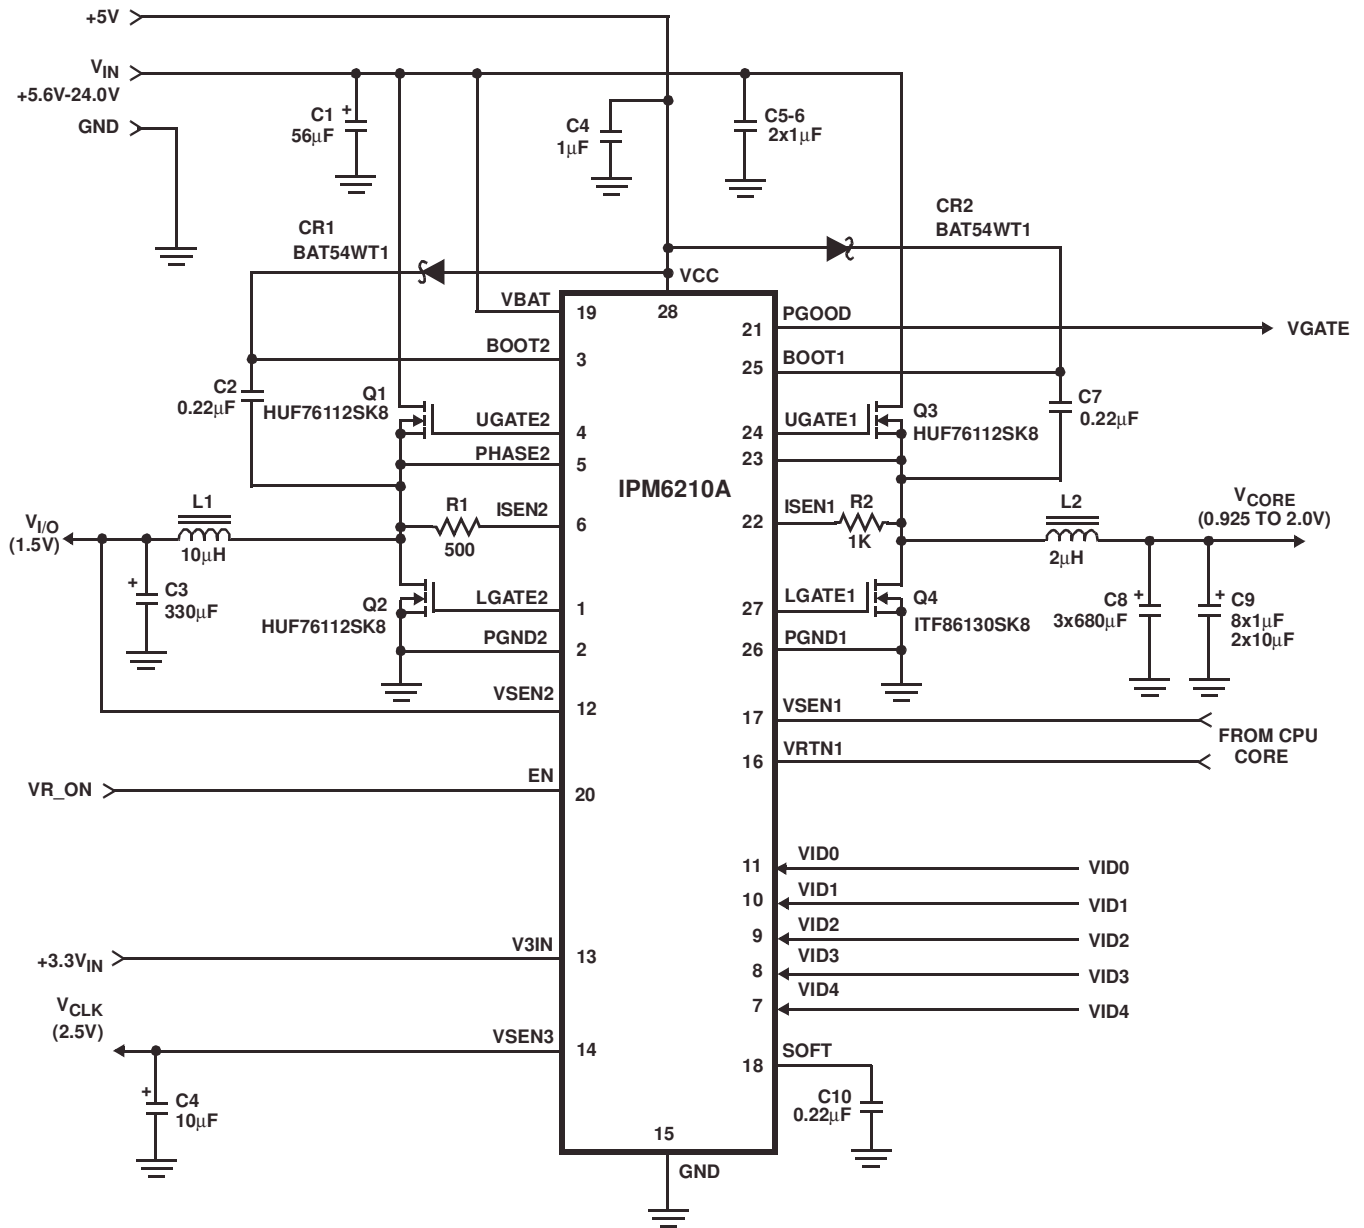 +5V
V_IN
+5.6V-24.0V
GND
C1
56μF
C4
1μF
C5-6
2x1μF
CR1
BAT54WT1
CR2
BAT54WT1
VCC
VBAT
19
28
21
PGOOD
VGATE
BOOT2
3
25
BOOT1
C2
0.22μF
Q1
HUF76112SK8
UGATE2
4
24
UGATE1
Q3
HUF76112SK8
C7
0.22μF
PHASE2
5
23
IPM6210A
V_I/O
(1.5V)
L1
10μH
R1
500
ISEN2
6
22
ISEN1
R2
1K
L2
2μH
V_CORE
(0.925 TO 2.0V)
C3
330μF
Q2
HUF76112SK8
LGATE2
1
27
LGATE1
Q4
ITF86130SK8
C8
3x680μF
C9
8x1μF
2x10μF
PGND2
2
26
PGND1
VSEN2
12
17
VSEN1
16
VRTN1
FROM CPU
CORE
VR_ON
EN
20
11
VID0
VID0
10
VID1
VID1
9
VID2
VID2
8
VID3
VID3
7
VID4
VID4
+3.3V_IN
V3IN
13
V_CLK
(2.5V)
VSEN3
14
18
SOFT
C4
10μF
C10
0.22μF
15
GND
+
+
+
+
+